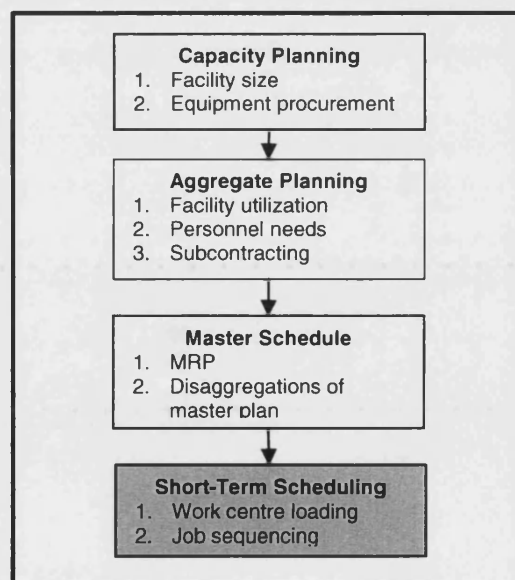 Capacity Planning
1. Facility size
2. Equipment procurement
Aggregate Planning
1. Facility utilization
2. Personnel needs
3. Subcontracting
Master Schedule
1. MRP
2. Disaggregations of
master plan
Short-Term Scheduling
1. Work centre loading
2. Job sequencing